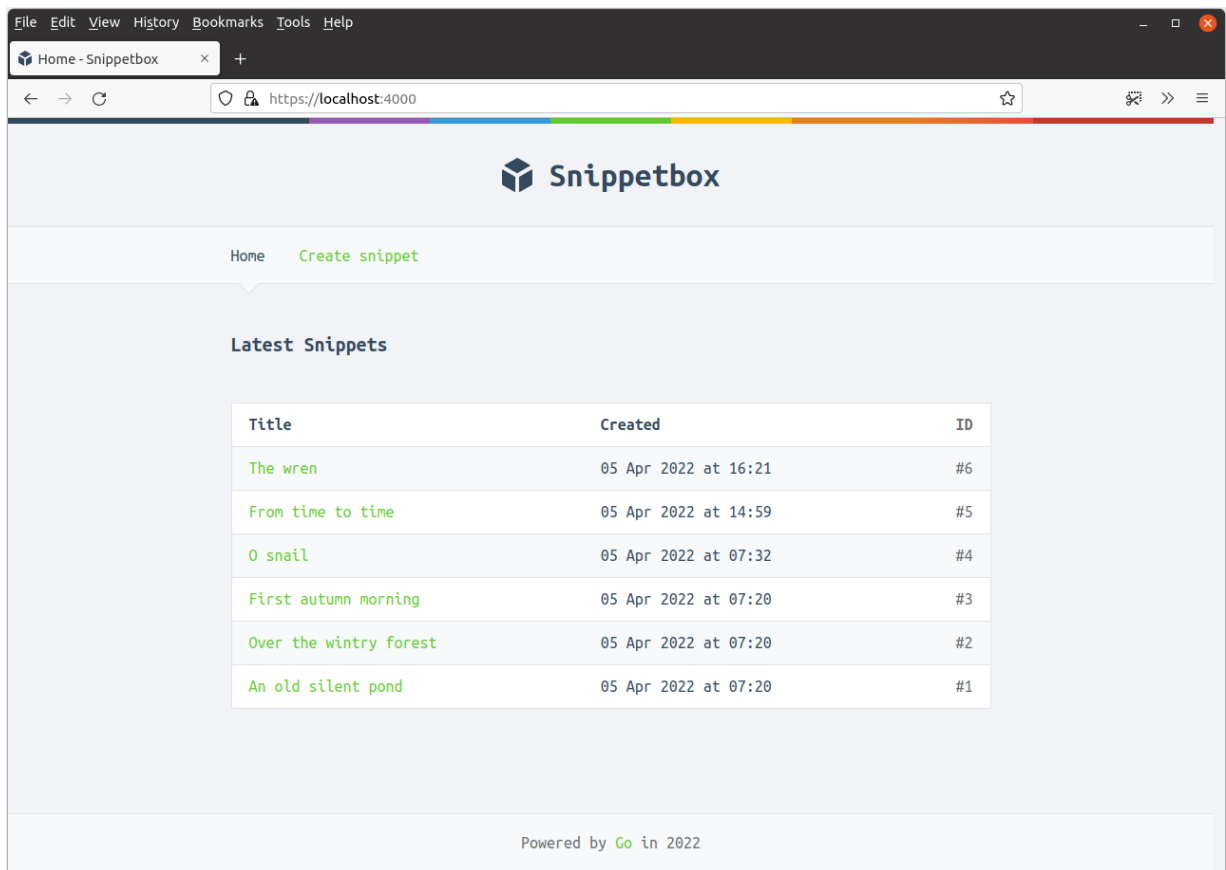 File Edit View History Bookmarks Tools Help
Home - Snippetbox
https://localhost:4000
Snippetbox
Home Create snippet
Latest Snippets
Title Created ID
The wren 05 Apr 2022 at 16:21 #6
From time to time 05 Apr 2022 at 14:59 #5
O snail 05 Apr 2022 at 07:32 #4
First autumn morning 05 Apr 2022 at 07:20 #3
Over the wintry forest 05 Apr 2022 at 07:20 #2
An old silent pond 05 Apr 2022 at 07:20 #1
Powered by Go in 2022